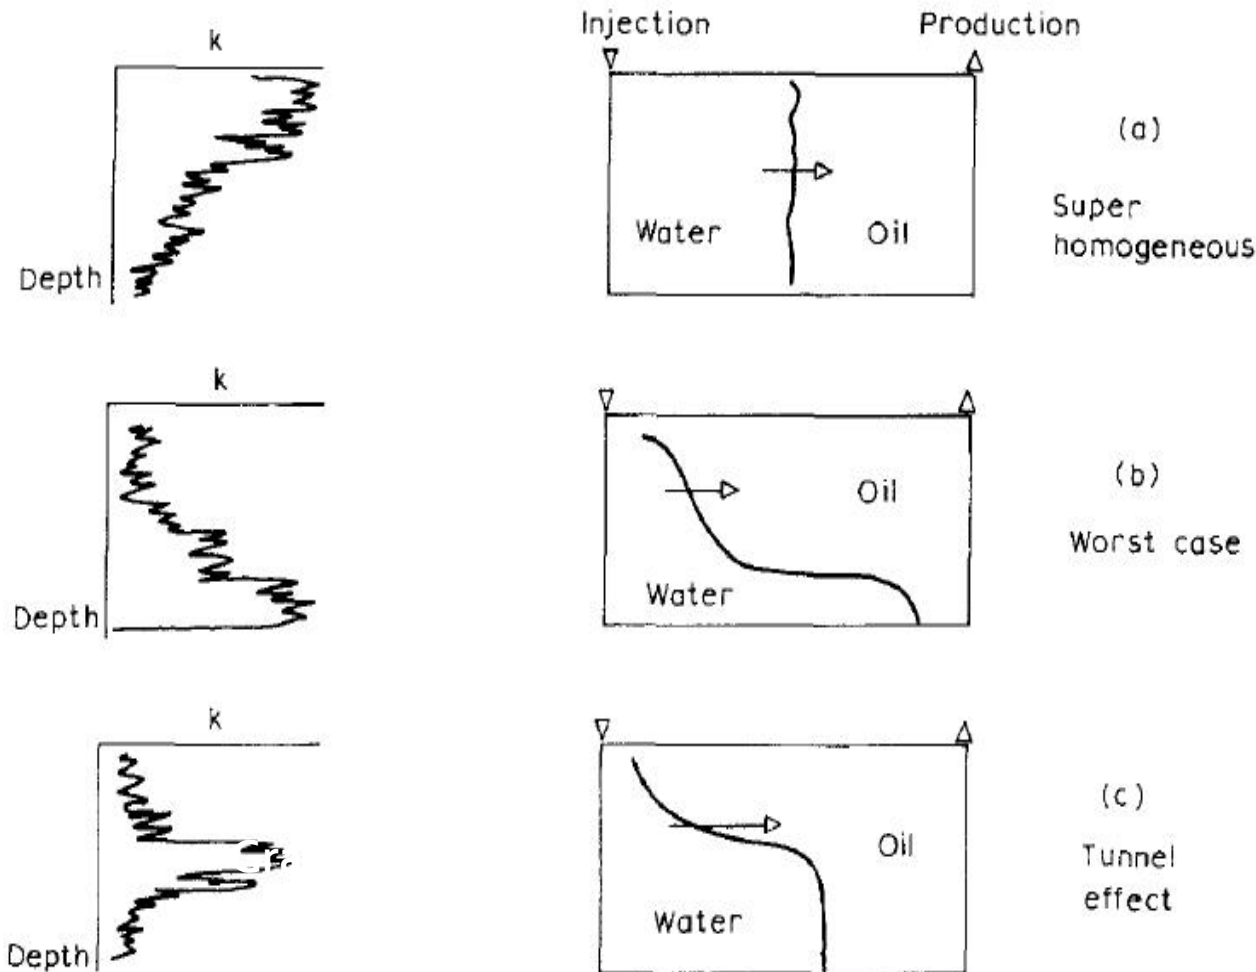 k
Depth
Injection
Production
Water
Oil
(a)
Super
homogeneous
k
Depth
Water
Oil
(b)
Worst case
k
Depth
Water
Oil
(c)
Tunnel
effect